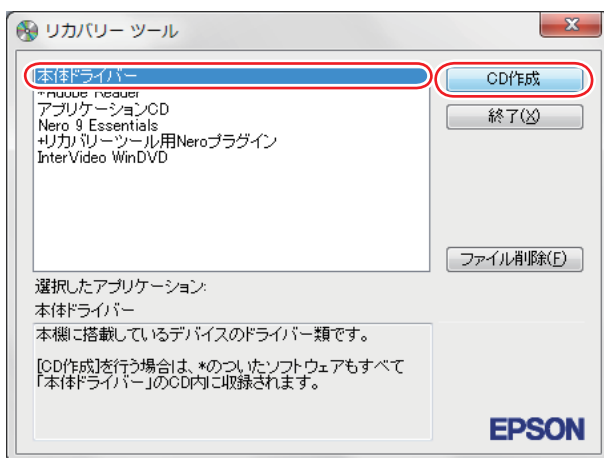 リカバリー ツール
本体ドライバー
CD作成
*Adobe Reader
アプリケーションCD
終了(X)
Nero 9 Essentials
+リカバリーツール用Neroプラグイン
InterVideo WinDVD
ファイル削除(F)
選択したアプリケーション:
本体ドライバー
本機に搭載しているデバイスのドライバー類です。
[CD作成]を行う場合は、*のついたソフトウェアもすべて
「本体ドライバー」のCD内に収録されます。
EPSON